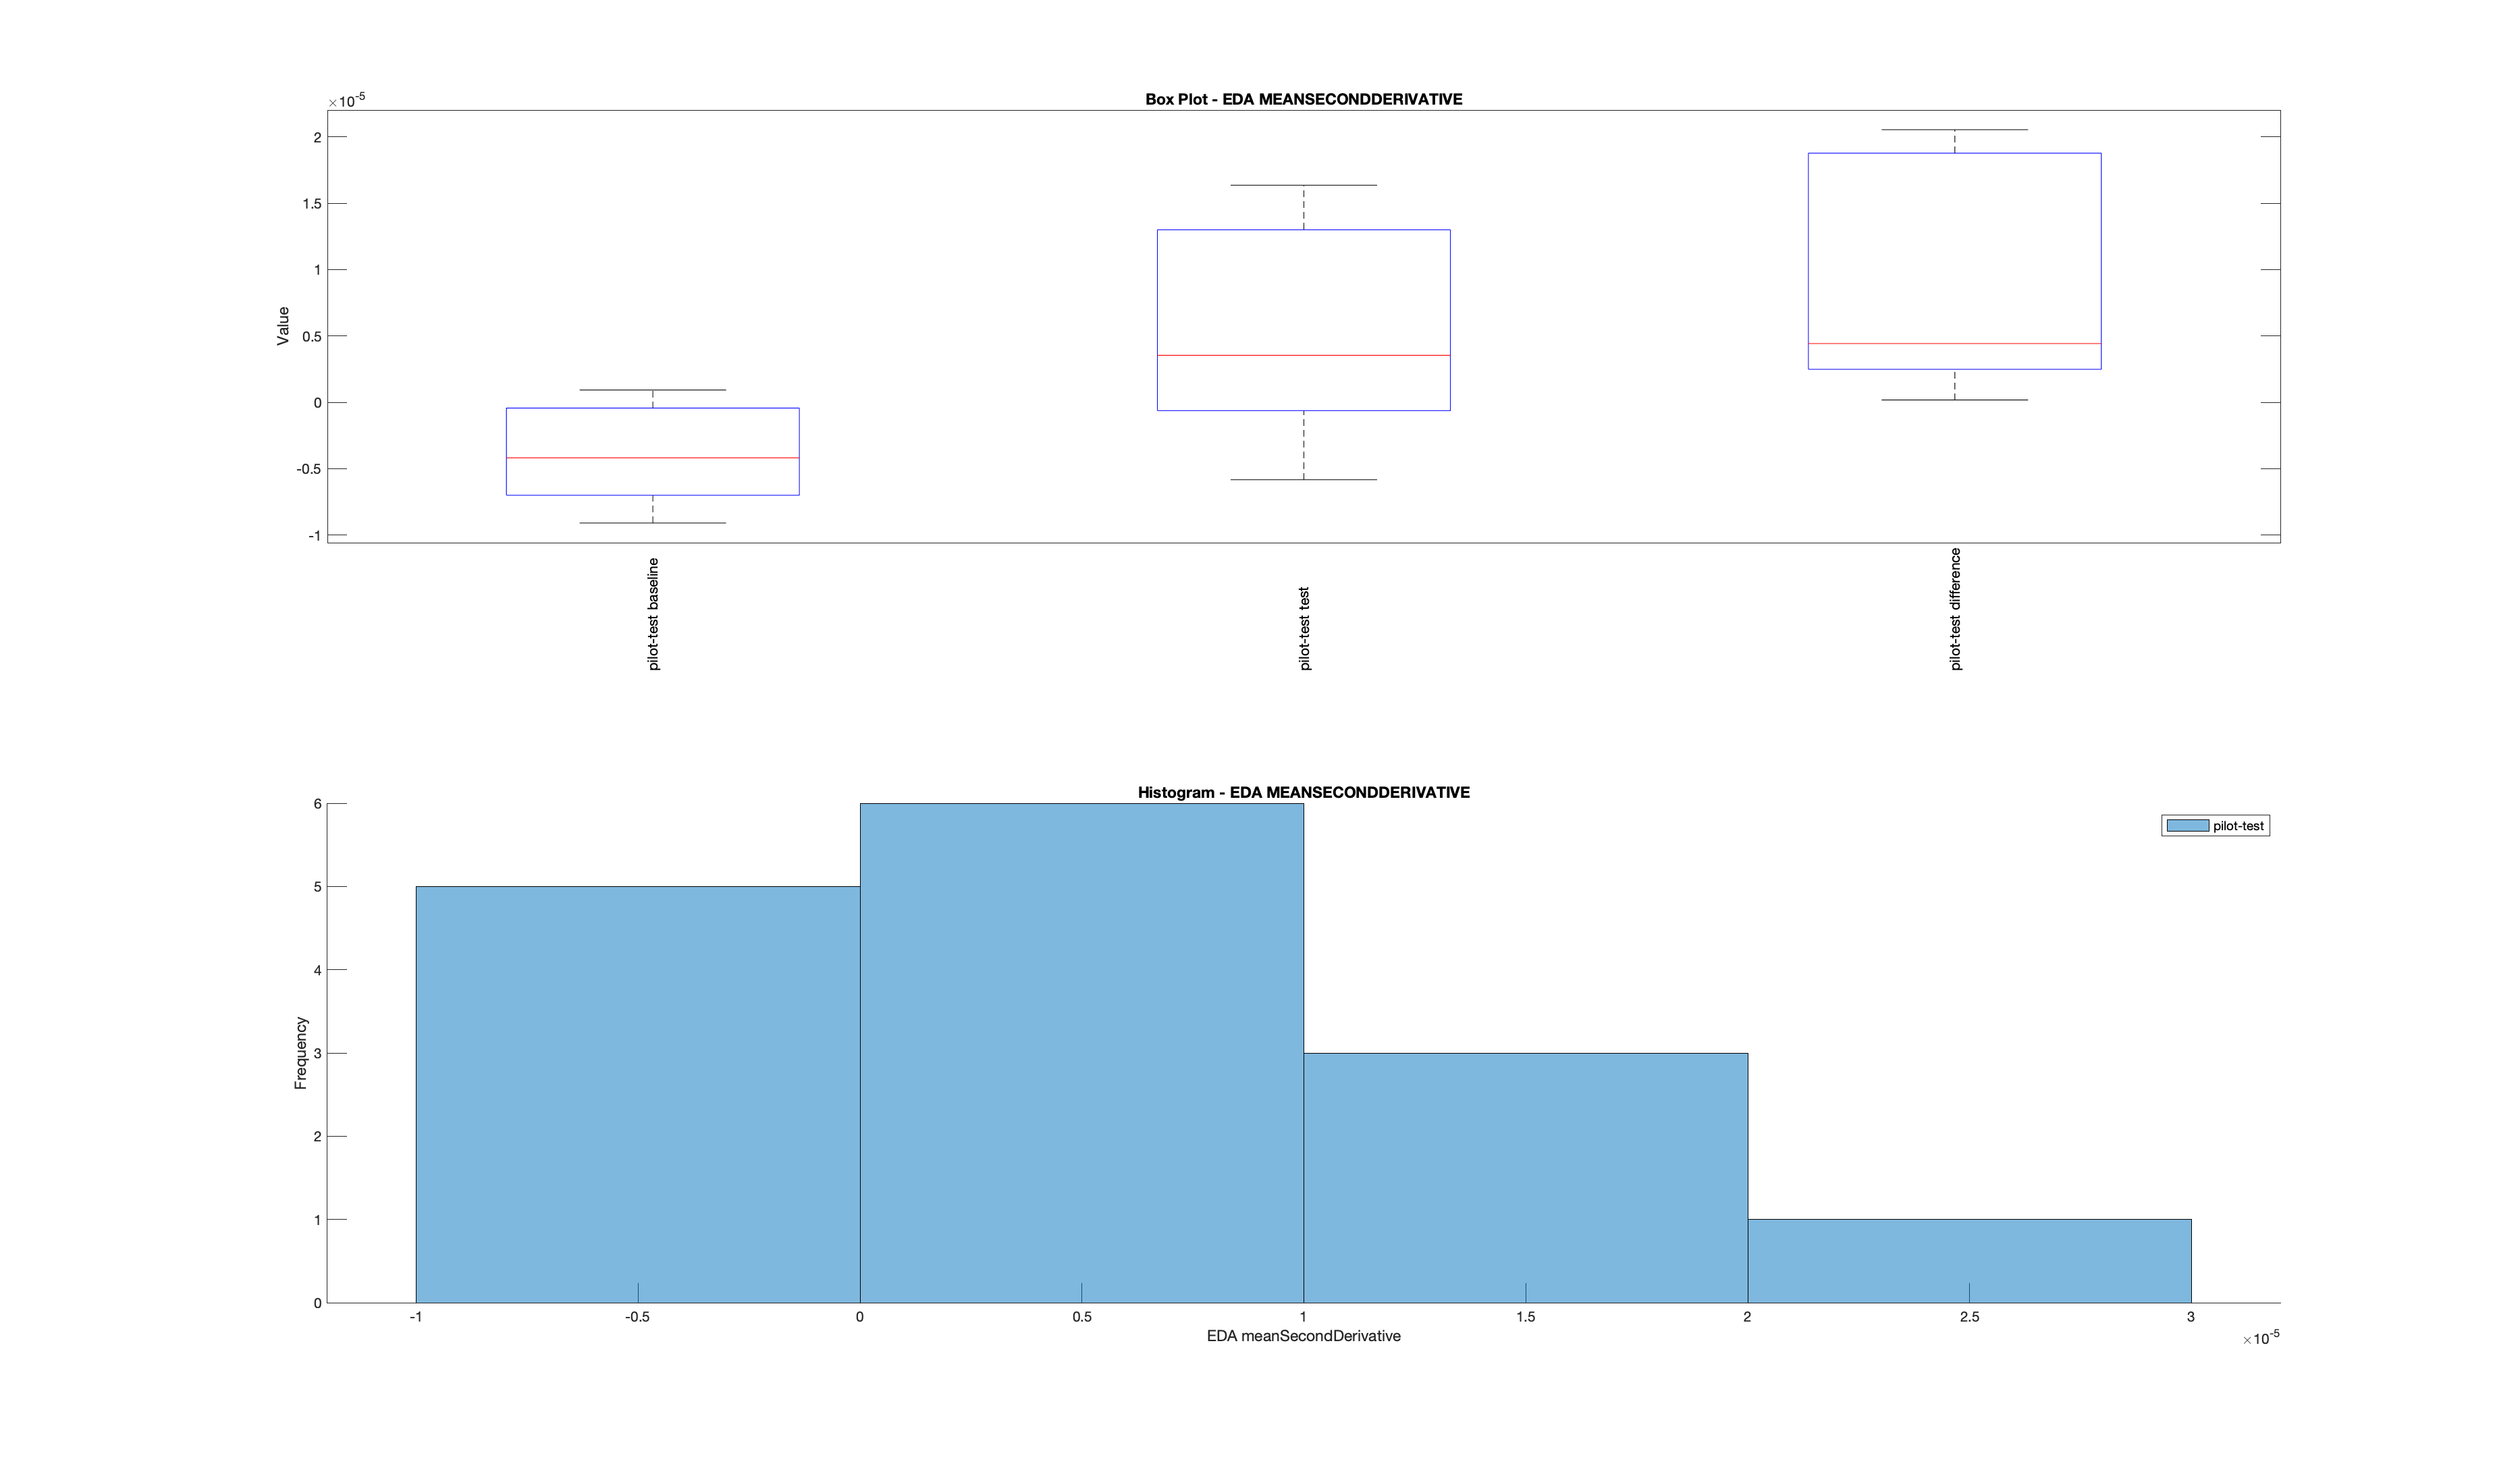 Box Plot - EDA MEANSECONDDERIVATIVE
×10-5
2
1.5
1
0.5
0
-0.5
-1
Value
pilot-test baseline
pilot-test test
pilot-test difference
Histogram - EDA MEANSECONDDERIVATIVE
pilot-test
6
5
4
3
2
1
0
Frequency
-1 -0.5 0 0.5 1 1.5 2 2.5 3
EDA meanSecondDerivative
×10-5